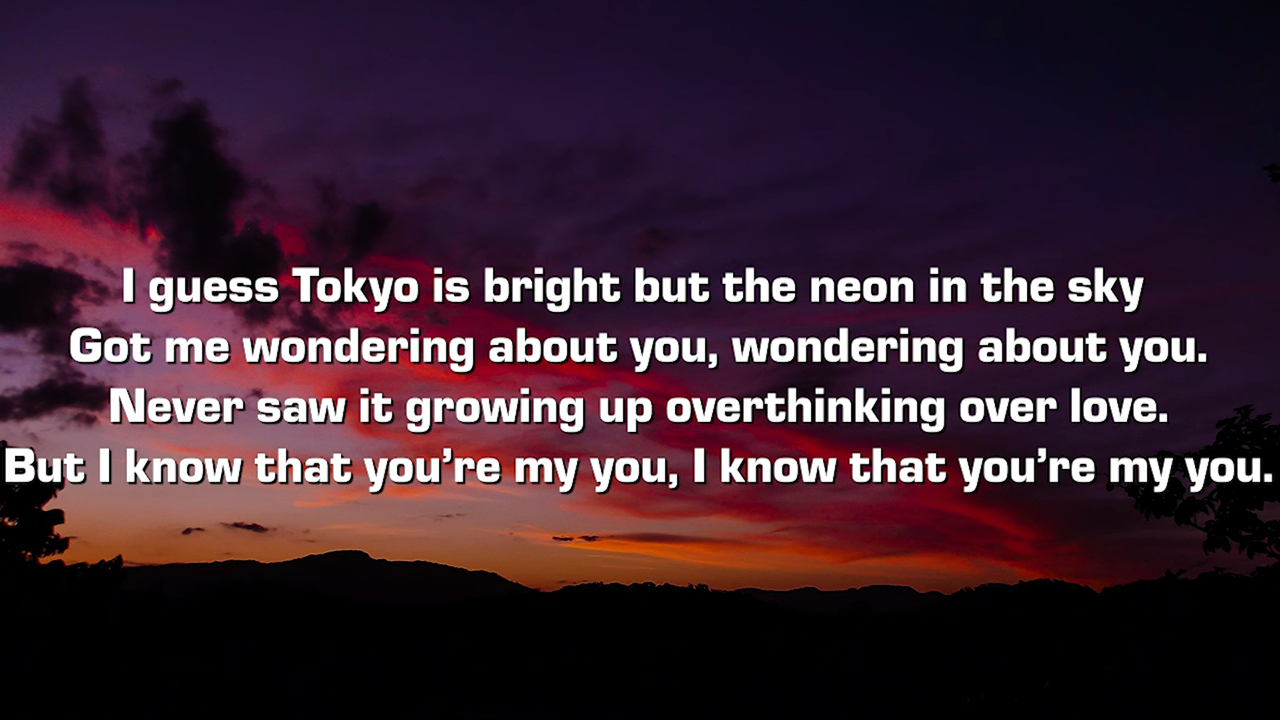 I guess Tokyo is bright but the neon in the sky
Got me wondering about you, wondering about you.
Never saw it growing up overthinking over love.
But I know that you’re my you, I know that you’re my you.